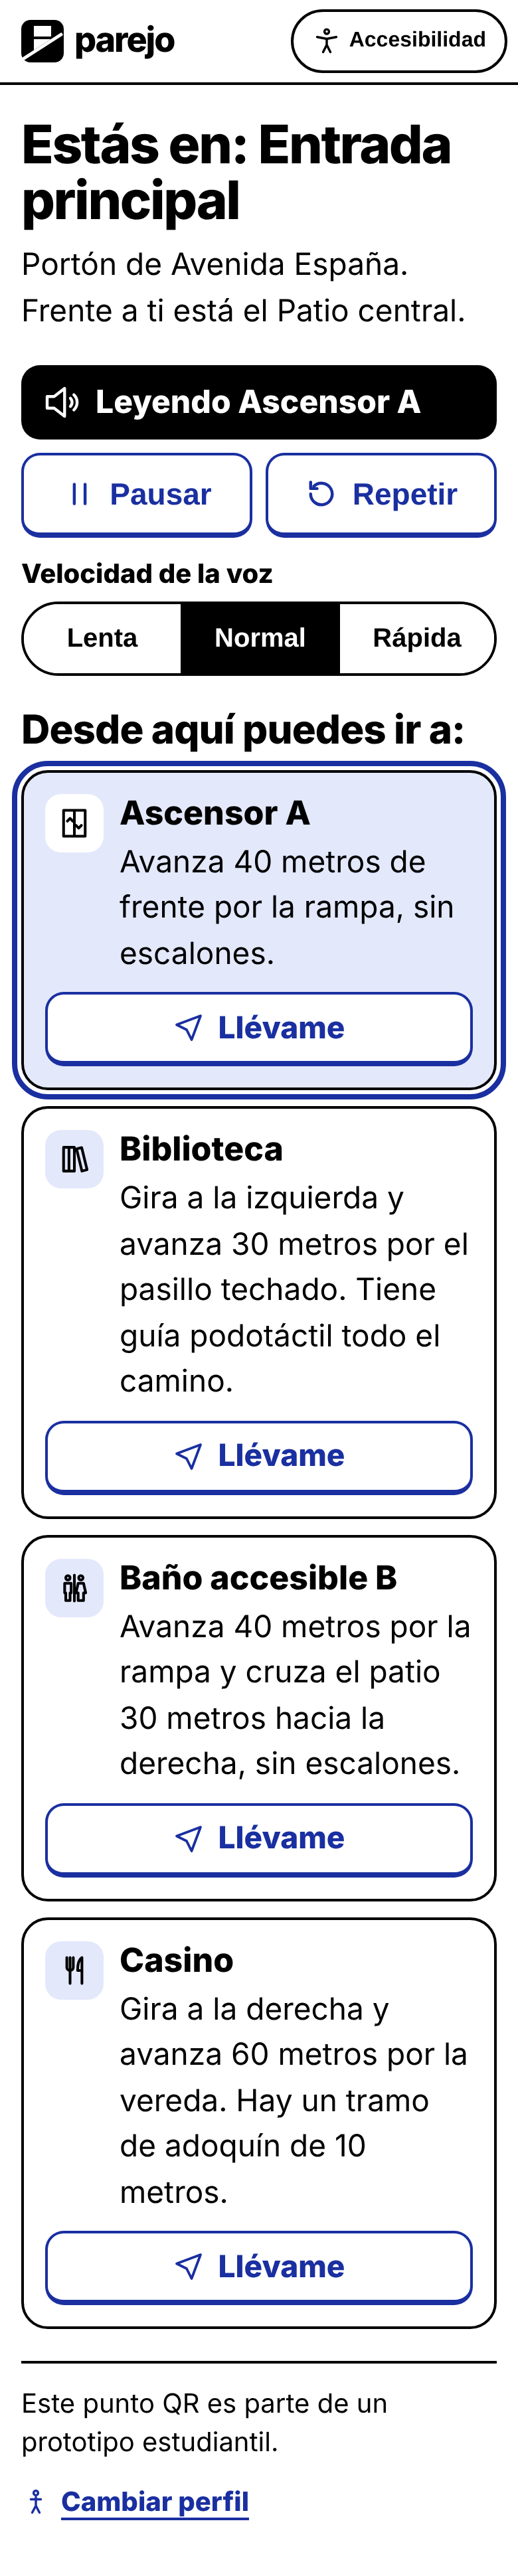 parejo
Accesibilidad
Estás en: Entrada
principal
Portón de Avenida España.
Frente a ti está el Patio central.
Leyendo Ascensor A
Pausar
Repetir
Velocidad de la voz
Lenta
Normal
Rápida
Desde aquí puedes ir a:
Ascensor A
Avanza 40 metros de
frente por la rampa, sin
escalones.
Llévame
Biblioteca
Gira a la izquierda y
avanza 30 metros por el
pasillo techado. Tiene
guía podotáctil todo el
camino.
Llévame
Baño accesible B
Avanza 40 metros por la
rampa y cruza el patio
30 metros hacia la
derecha, sin escalones.
Llévame
Casino
Gira a la derecha y
avanza 60 metros por la
vereda. Hay un tramo
de adoquín de 10
metros.
Llévame
Este punto QR es parte de un
prototipo estudiantil.
Cambiar perfil